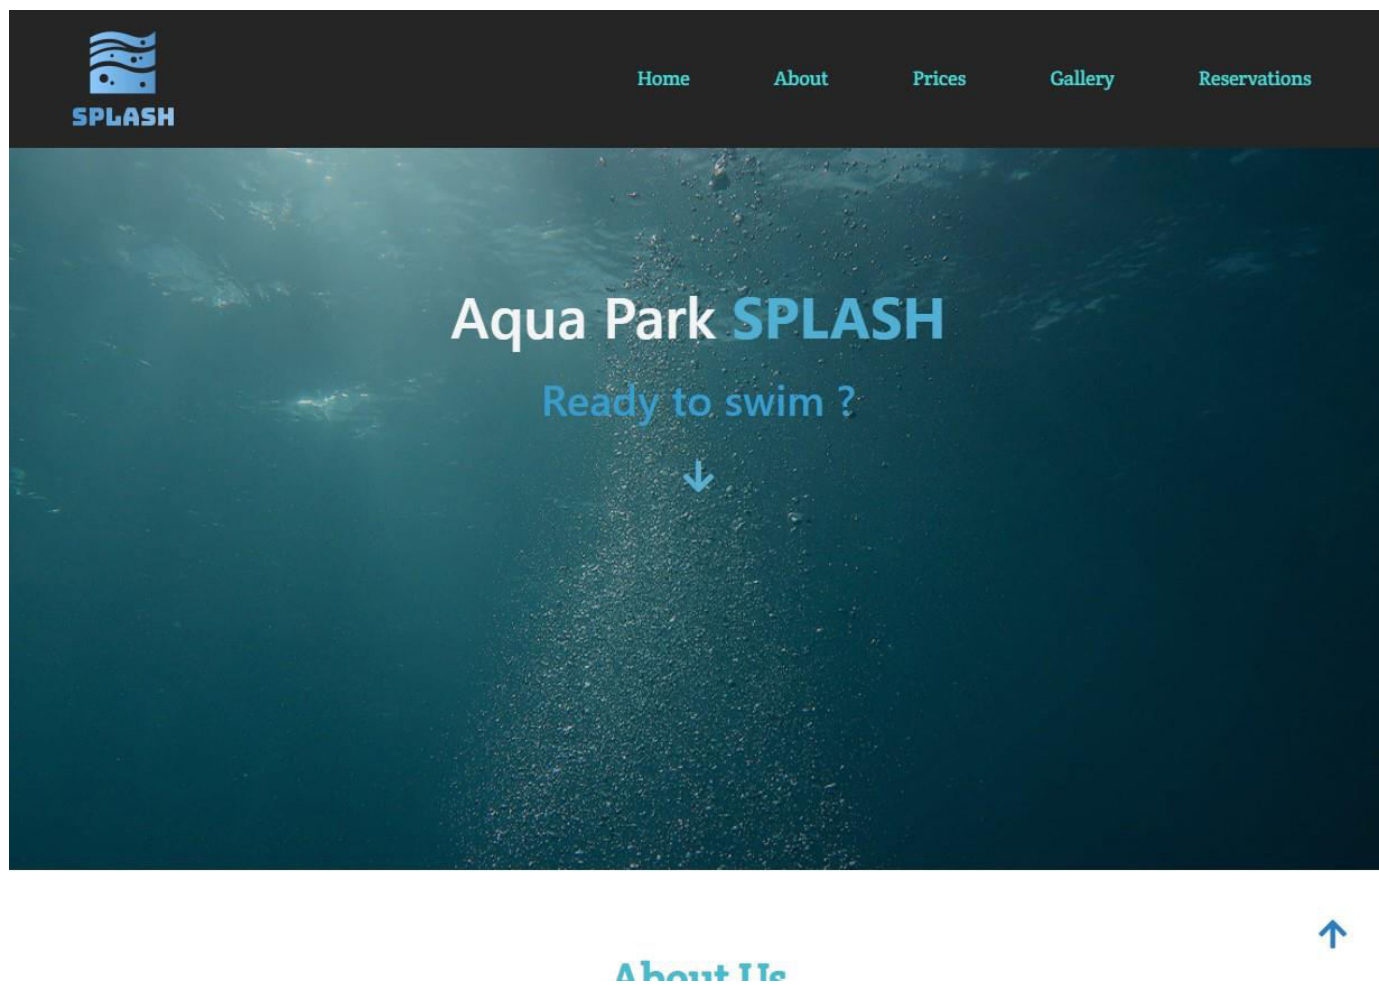 SPLASH
Home About Prices Gallery Reservations
Aqua Park SPLASH
Ready to swim ?
About Us